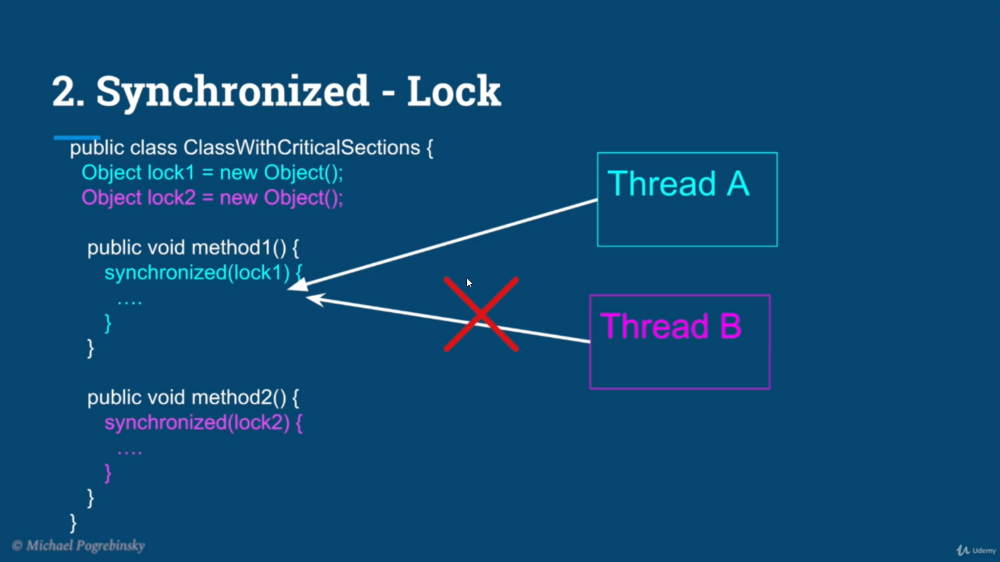 2. Synchronized - Lock
public class ClassWithCriticalSections {
Object lock1 = new Object();
Object lock2 = new Object();
public void method1() {
synchronized(lock1) {
....
}
}
public void method2() {
synchronized(lock2) {
....
}
}
}
Thread A
Thread B
© Michael Pogrebinsky
Udemy